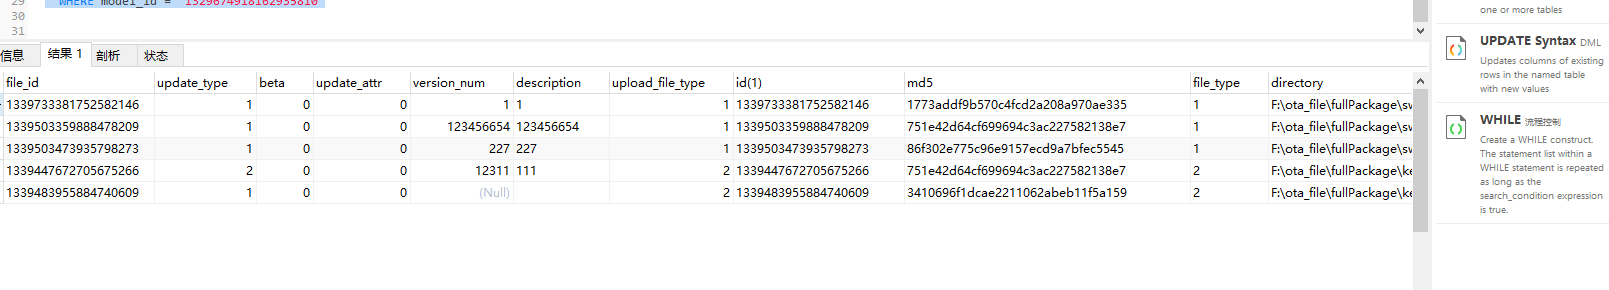 29 WHERE model_id = '1329674918162935810'
30
31
信息 结果 1 剖析 状态
file_id update_type beta update_attr version_num description upload_file_type id(1) md5 file_type directory
1339733381752582146 1 0 0 1 1 1 1339733381752582146 1773addf9b570c4fcd2a208a970ae335 1 F:\ota_file\fullPackage\sw
1339503359888478209 1 0 0 123456654 123456654 1 1339503359888478209 751e42d64cf699694c3ac227582138e7 1 F:\ota_file\fullPackage\sw
1339503473935798273 1 0 0 227 227 1 1339503473935798273 86f302e775c96e9157ecd9a7bfec5545 1 F:\ota_file\fullPackage\sw
1339447672705675266 2 0 0 12311 111 2 1339447672705675266 751e42d64cf699694c3ac227582138e7 2 F:\ota_file\fullPackage\ke
1339483955884740609 1 0 0 (Null) 2 1339483955884740609 3410696f1dcae2211062abeb11f5a159 2 F:\ota_file\fullPackage\ke
one or more tables
UPDATE Syntax DML
Updates columns of existing
rows in the named table
with new values
WHILE 流程控制
Create a WHILE construct.
The statement list within a
WHILE statement is repeated
as long as the
search_condition expression
is true.